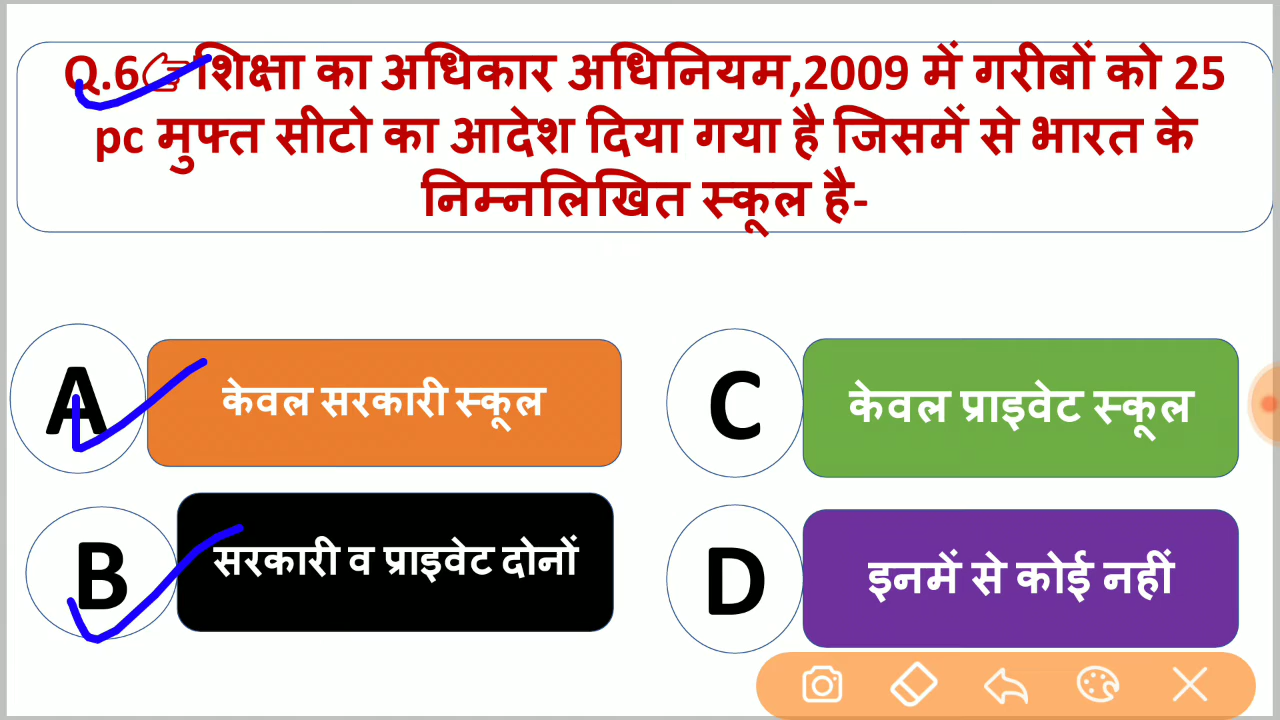 Q.6👉शिक्षा का अधिकार अधिनियम,2009 में गरीबों को 25
pc मुफ्त सीटो का आदेश दिया गया है जिसमें से भारत के
निम्नलिखित स्कूल है-
A
केवल सरकारी स्कूल
C
केवल प्राइवेट स्कूल
B
सरकारी व प्राइवेट दोनों
D
इनमें से कोई नहीं